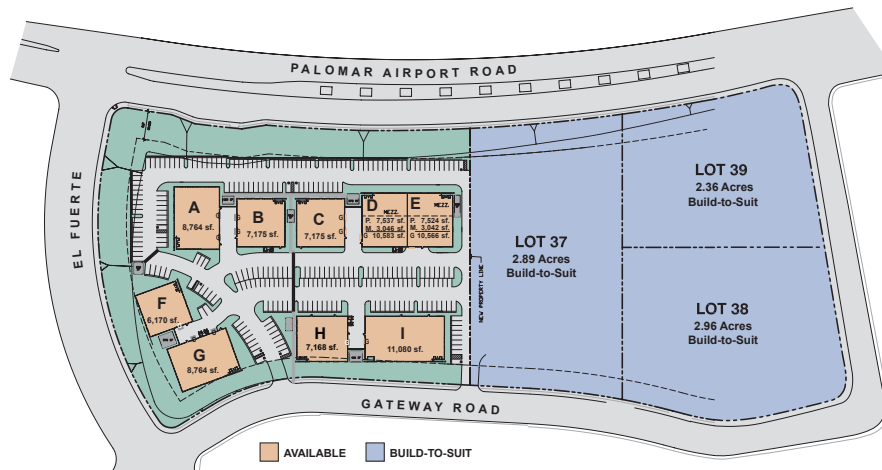 PALOMAR AIRPORT ROAD
EL FUERTE
A
8,764 sf.
B
7,175 sf.
C
7,175 sf.
D
MEZZ.
P. 7,537 sf.
M. 3,046 sf.
G 10,583 sf.
E
MEZZ.
P. 7,524 sf.
M. 3,042 sf.
G 10,566 sf.
F
6,170 sf.
G
8,764 sf.
H
7,168 sf.
I
11,080 sf.
NEW PROPERTY LINE
LOT 37
2.89 Acres
Build-to-Suit
LOT 39
2.36 Acres
Build-to-Suit
LOT 38
2.96 Acres
Build-to-Suit
GATEWAY ROAD
AVAILABLE
BUILD-TO-SUIT